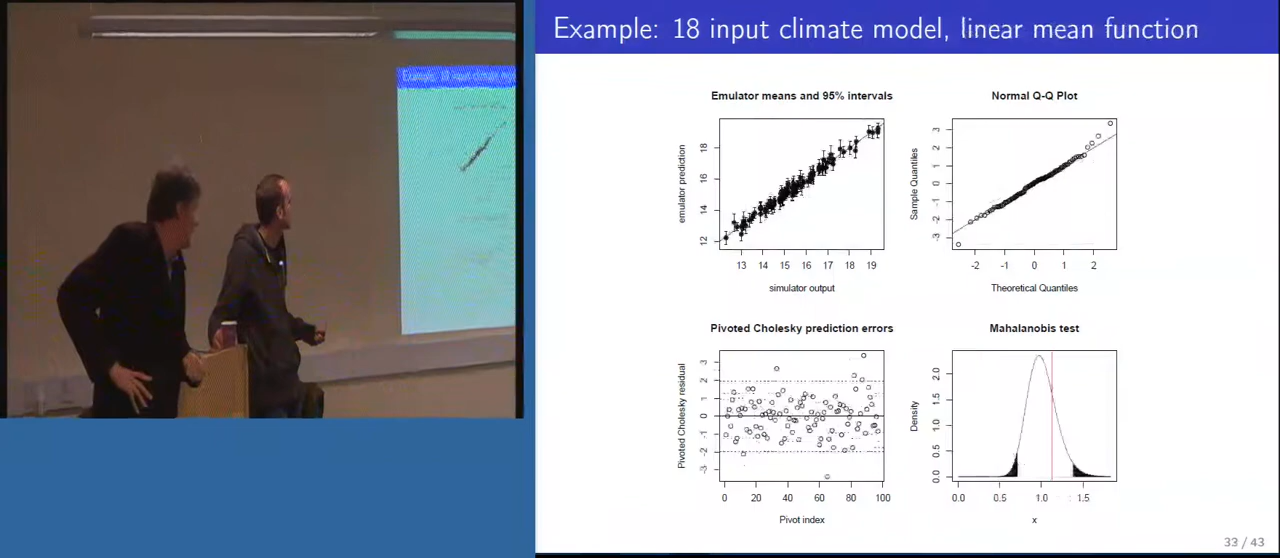 Example: 18 input climate model, linear mean function
Emulator means and 95% intervals
emulator prediction
18
16
14
12
13 14 15 16 17 18 19
simulator output
Normal Q-Q Plot
Sample Quantiles
3
2
1
0
-1
-2
-3
-2 -1 0 1 2
Theoretical Quantiles
Pivoted Cholesky prediction errors
Pivoted Cholesky residual
3
2
1
0
-1
-2
-3
0 20 40 60 80 100
Pivot index
Mahalanobis test
Density
2.0
1.5
1.0
0.5
0.0
0.0 0.5 1.0 1.5
x
33 / 43
Example: 18 input climate